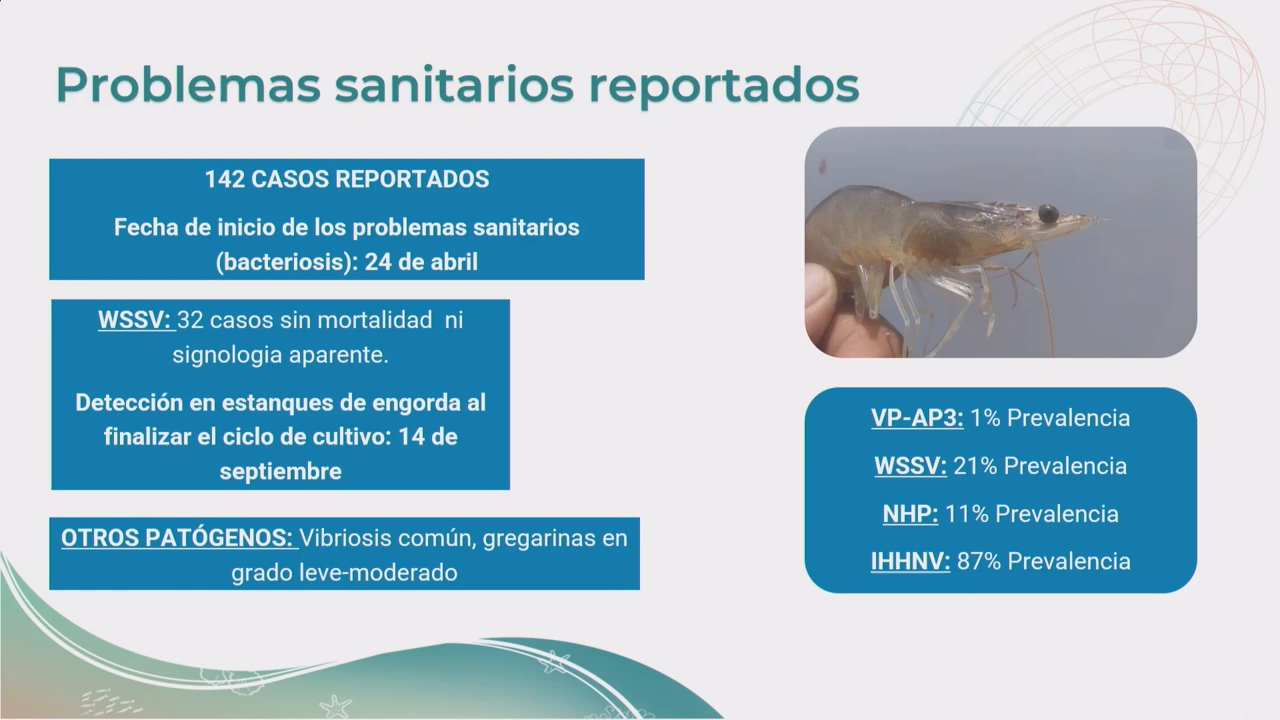 Problemas sanitarios reportados
142 CASOS REPORTADOS
Fecha de inicio de los problemas sanitarios
(bacteriosis): 24 de abril
WSSV: 32 casos sin mortalidad  ni
signologia aparente.
Detección en estanques de engorda al
finalizar el ciclo de cultivo: 14 de
septiembre
OTROS PATÓGENOS: Vibriosis común, gregarinas en
grado leve-moderado
VP-AP3: 1% Prevalencia
WSSV: 21% Prevalencia
NHP: 11% Prevalencia
IHHNV: 87% Prevalencia